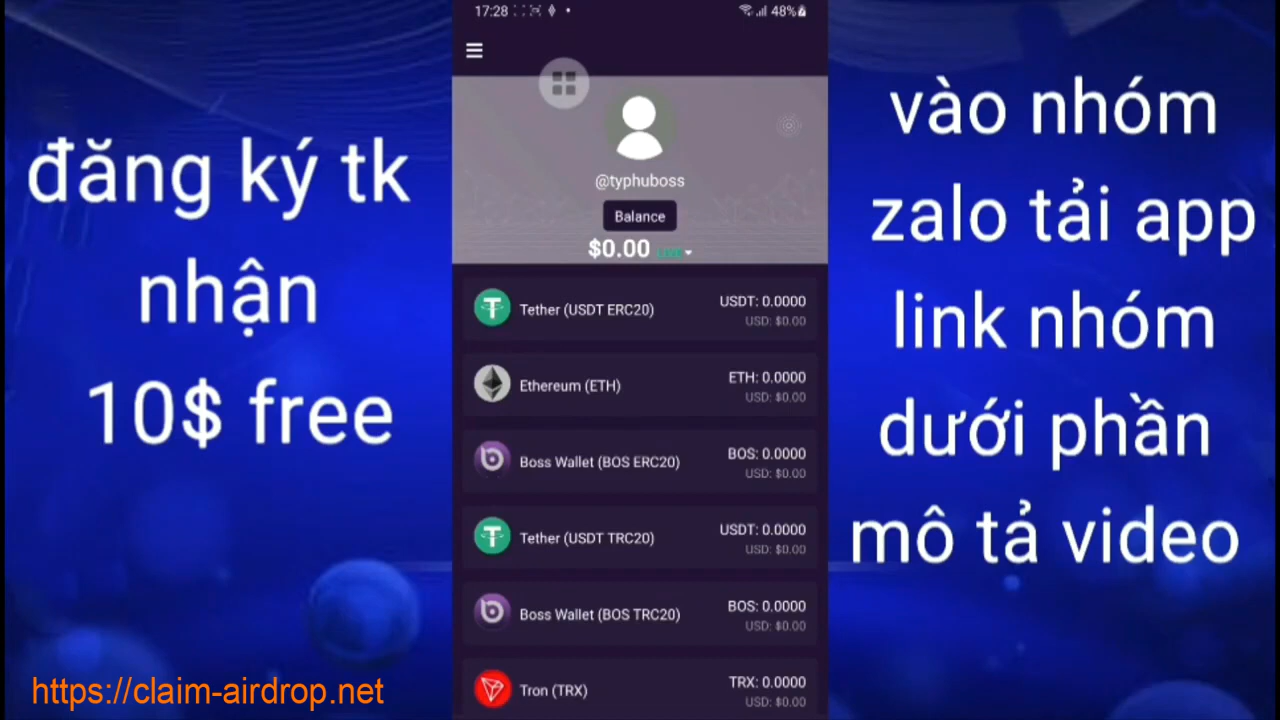 đăng ký tk
nhận
10$ free
https://claim-airdrop.net
17:28
48%
@typhuboss
Balance
$0.00
Tether (USDT ERC20)
USDT: 0.0000
USD: $0.00
Ethereum (ETH)
ETH: 0.0000
USD: $0.00
Boss Wallet (BOS ERC20)
BOS: 0.0000
USD: $0.00
Tether (USDT TRC20)
USDT: 0.0000
USD: $0.00
Boss Wallet (BOS TRC20)
BOS: 0.0000
USD: $0.00
Tron (TRX)
TRX: 0.0000
USD: $0.00
vào nhóm
zalo tải app
link nhóm
dưới phần
mô tả video